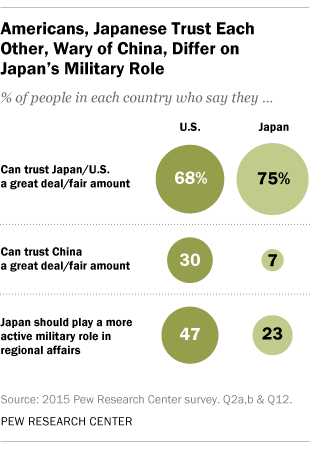 Americans, Japanese Trust Each
Other, Wary of China, Differ on
Japan's Military Role
% of people in each country who say they ...
U.S. Japan
Can trust Japan/U.S.
a great deal/fair amount
68% 75%
Can trust China
a great deal/fair amount
30 7
Japan should play a more
active military role in
regional affairs
47 23
Source: 2015 Pew Research Center survey. Q2a,b & Q12.
PEW RESEARCH CENTER